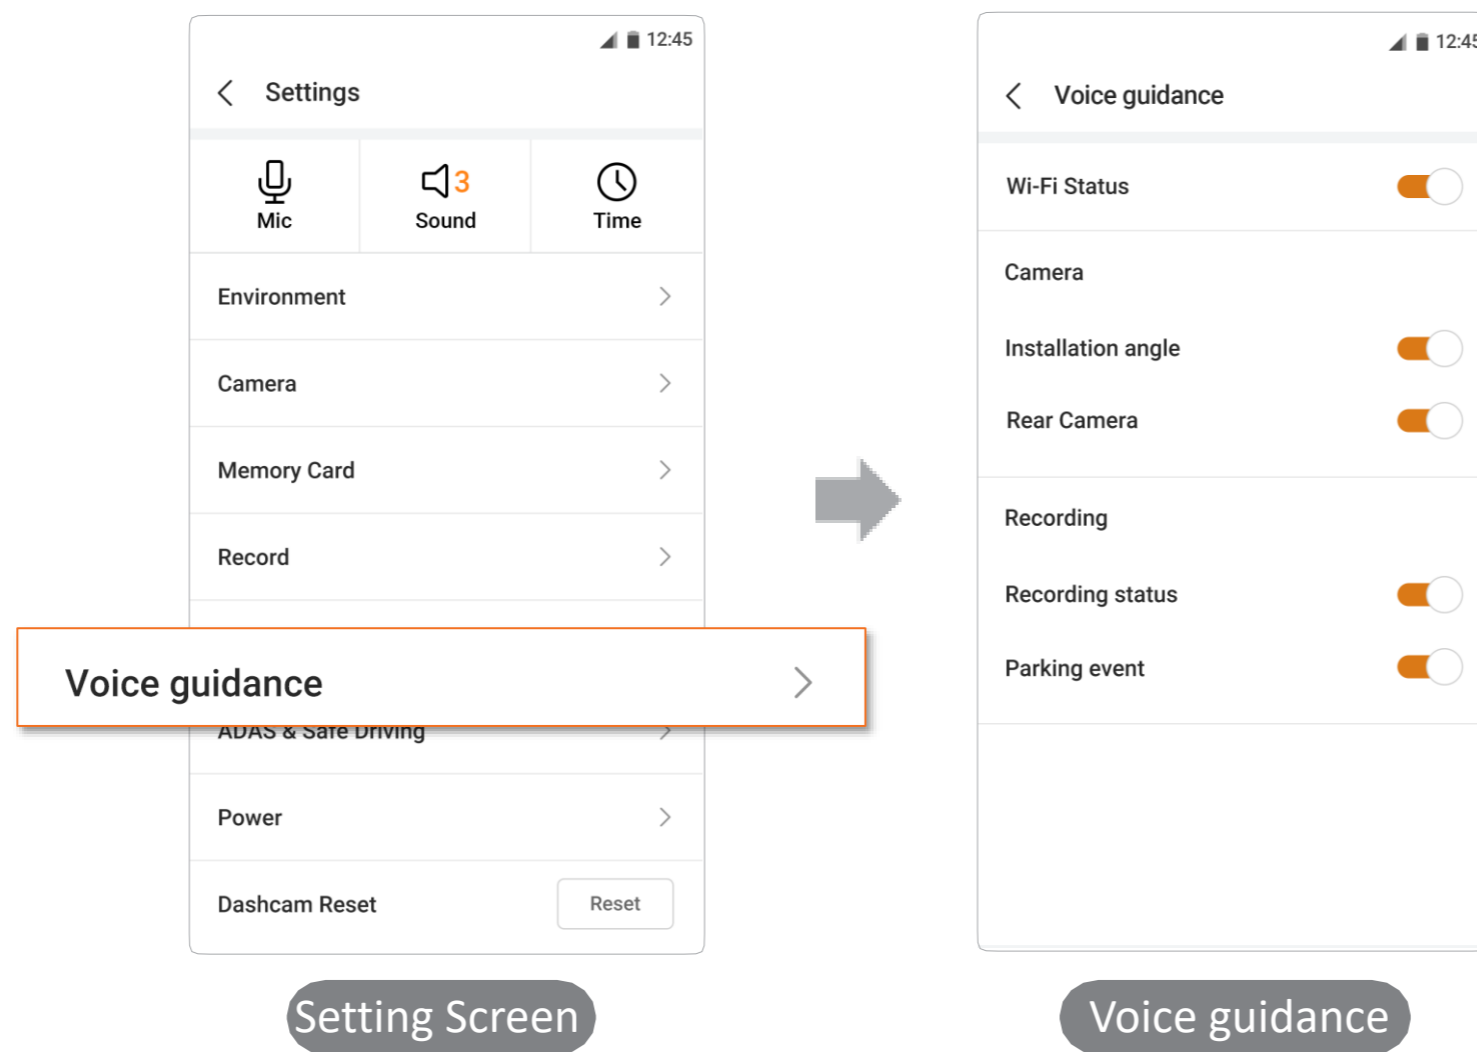 12:45
Settings
3
Mic
Sound
Time
Environment
Camera
Memory Card
Record
Voice guidance
ADAS & Safe Driving
Power
Dashcam Reset
Reset
Setting Screen
12:45
Voice guidance
Wi-Fi Status
Camera
Installation angle
Rear Camera
Recording
Recording status
Parking event
Voice guidance